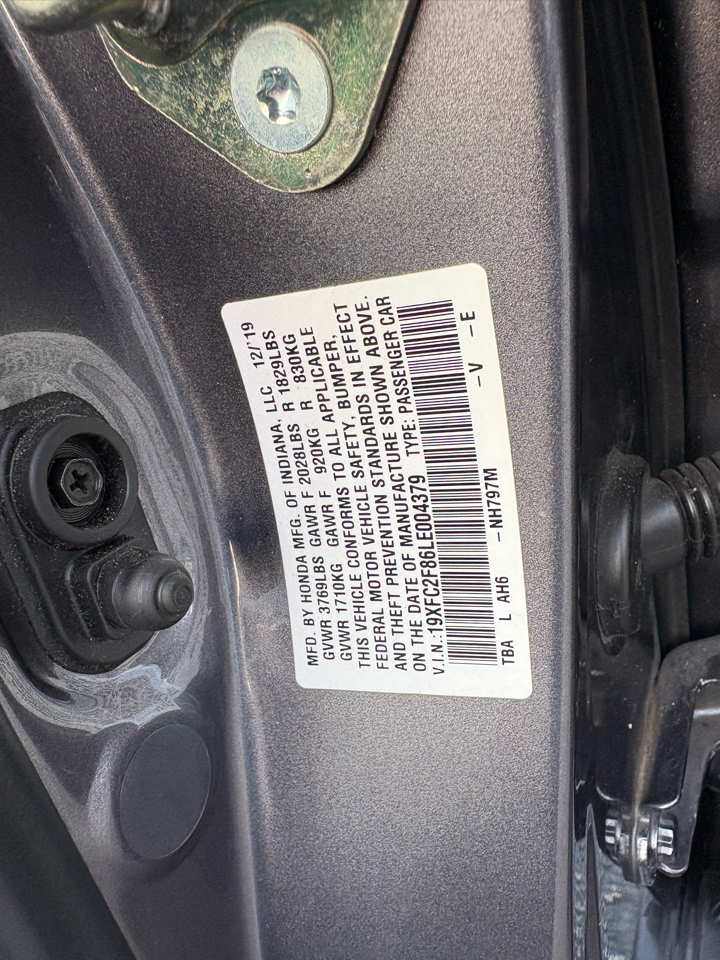 MFD. BY HONDA MFG. OF INDIANA, LLC 12/'19
GVWR 3769LBS GAWR F 2028LBS R 1829LBS
GVWR 1710KG GAWR F 920KG R 830KG
THIS VEHICLE CONFORMS TO ALL APPLICABLE
FEDERAL MOTOR VEHICLE SAFETY, BUMPER,
AND THEFT PREVENTION STANDARDS IN EFFECT
ON THE DATE OF MANUFACTURE SHOWN ABOVE.
V.I.N.:19XFC2F86LE004379 TYPE: PASSENGER CAR
TBA L AH6 - NH797M - V - E